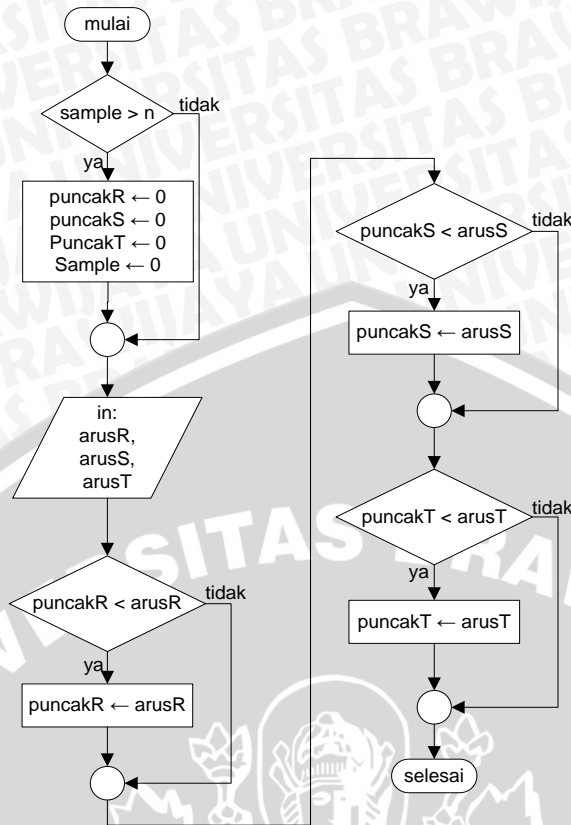 mulai
sample > n
tidak
ya
puncakR ← 0
puncakS ← 0
PuncakT ← 0
Sample ← 0
in:
arusR,
arusS,
arusT
puncakR < arusR
tidak
ya
puncakR ← arusR
puncakS < arusS
tidak
ya
puncakS ← arusS
puncakT < arusT
tidak
ya
puncakT ← arusT
selesai